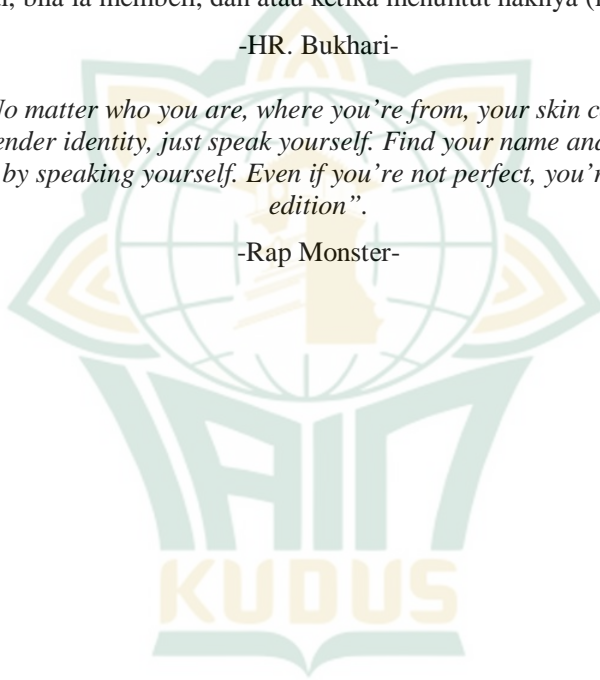 bila ia membeli, dan atau ketika menuntut haknya
-HR. Bukhari-
No matter who you are, where you're from, your skin
gender identity, just speak yourself. Find your name and
by speaking yourself. Even if you're not perfect,
edition".
-Rap Monster-
IAIN
KUDUS